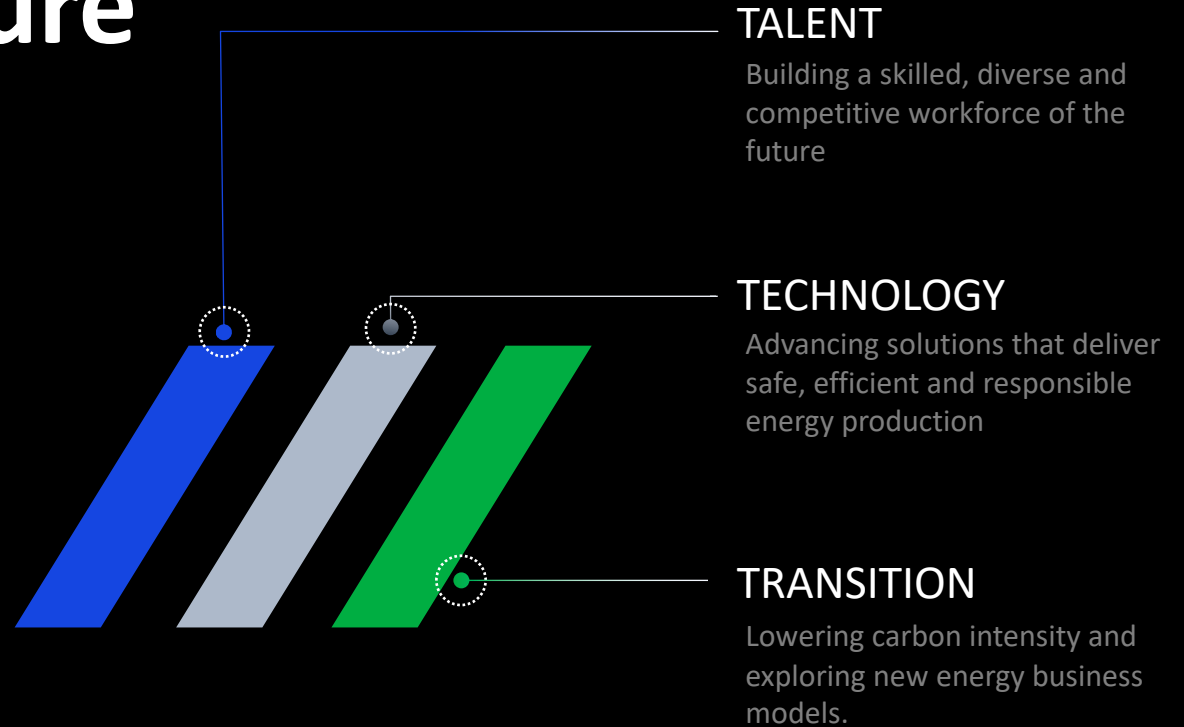 ure
TALENT
Building a skilled, diverse and
competitive workforce of the
future
TECHNOLOGY
Advancing solutions that deliver
safe, efficient and responsible
energy production
TRANSITION
Lowering carbon intensity and
exploring new energy business
models.